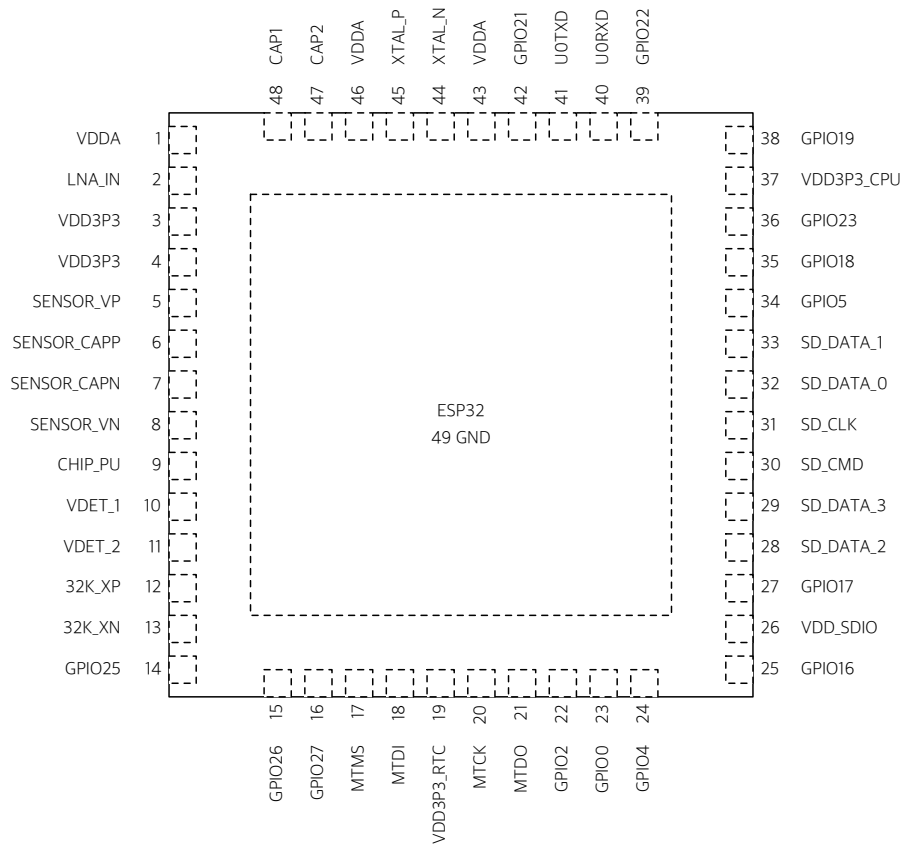 CAP1
CAP2
VDDA
XTAL_P
XTAL_N
VDDA
GPIO21
U0TXD
U0RXD
GPIO22
48
47
46
45
44
43
42
41
40
39
VDDA 1
LNA_IN 2
VDD3P3 3
VDD3P3 4
SENSOR_VP 5
SENSOR_CAPP 6
SENSOR_CAPN 7
SENSOR_VN 8
CHIP_PU 9
VDET_1 10
VDET_2 11
32K_XP 12
32K_XN 13
GPIO25 14
ESP32
49 GND
38 GPIO19
37 VDD3P3_CPU
36 GPIO23
35 GPIO18
34 GPIO5
33 SD_DATA_1
32 SD_DATA_0
31 SD_CLK
30 SD_CMD
29 SD_DATA_3
28 SD_DATA_2
27 GPIO17
26 VDD_SDIO
25 GPIO16
15
16
17
18
19
20
21
22
23
24
GPIO26
GPIO27
MTMS
MTDI
VDD3P3_RTC
MTCK
MTDO
GPIO2
GPIO0
GPIO4